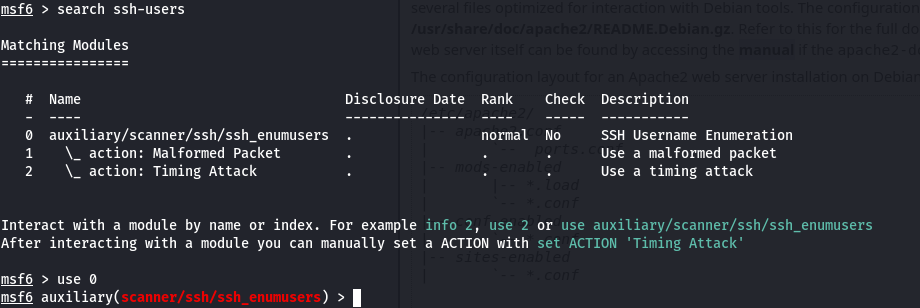 msf6 > search ssh-users
several files optimized for interaction with Debian tools. The configuration
/usr/share/doc/apache2/README.Debian.gz. Refer to this for the full do
Matching Modules
web server itself can be found by accessing the manual if the apache2-d
================
The configuration layout for an Apache2 web server installation on Debian
# Name Disclosure Date Rank Check Description
- ---- --------------- ---- ----- -----------
0 auxiliary/scanner/ssh/ssh_enumusers . normal No SSH Username Enumeration
1 \_ action: Malformed Packet . . . Use a malformed packet
|-- mods-enabled
2 \_ action: Timing Attack . . . Use a timing attack
| |-- *.load
| `-- *.conf
Interact with a module by name or index. For example info 2, use 2 or use auxiliary/scanner/ssh/ssh_enumusers
After interacting with a module you can manually set a ACTION with set ACTION 'Timing Attack'
|-- sites-enabled
| `-- *.conf
msf6 > use 0
msf6 auxiliary(scanner/ssh/ssh_enumusers) >